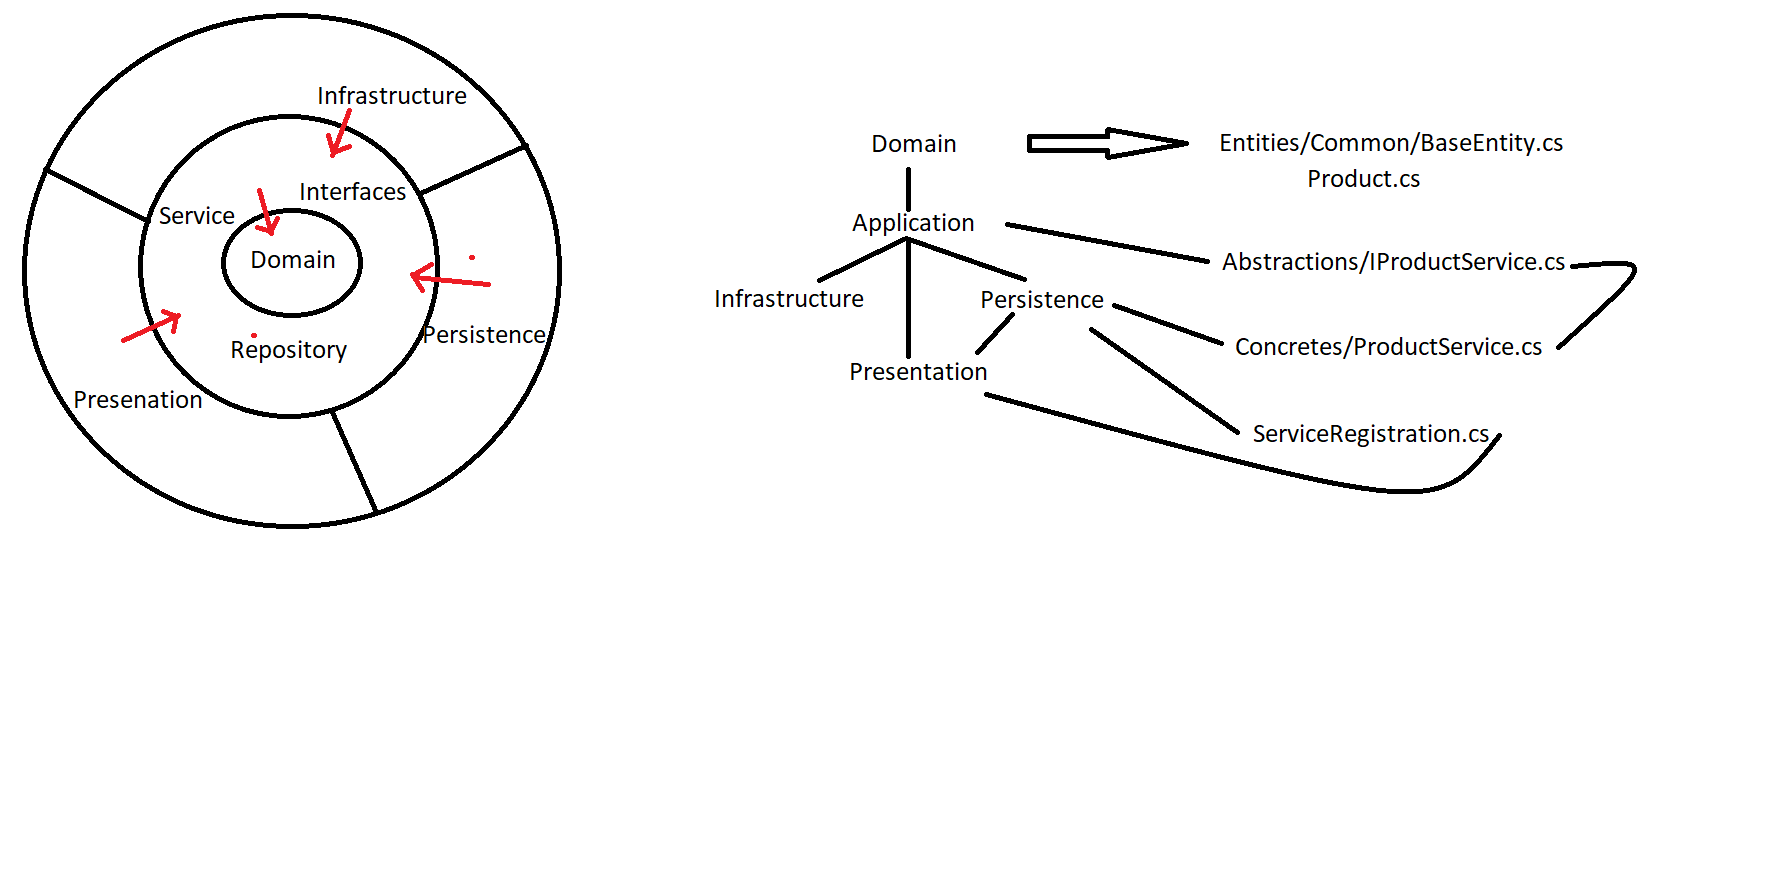 Infrastructure
Interfaces
Service
Domain
Persistence
Repository
Presenation
Domain
Entities/Common/BaseEntity.cs
Product.cs
Application
Abstractions/IProductService.cs
Infrastructure
Persistence
Concretes/ProductService.cs
Presentation
ServiceRegistration.cs